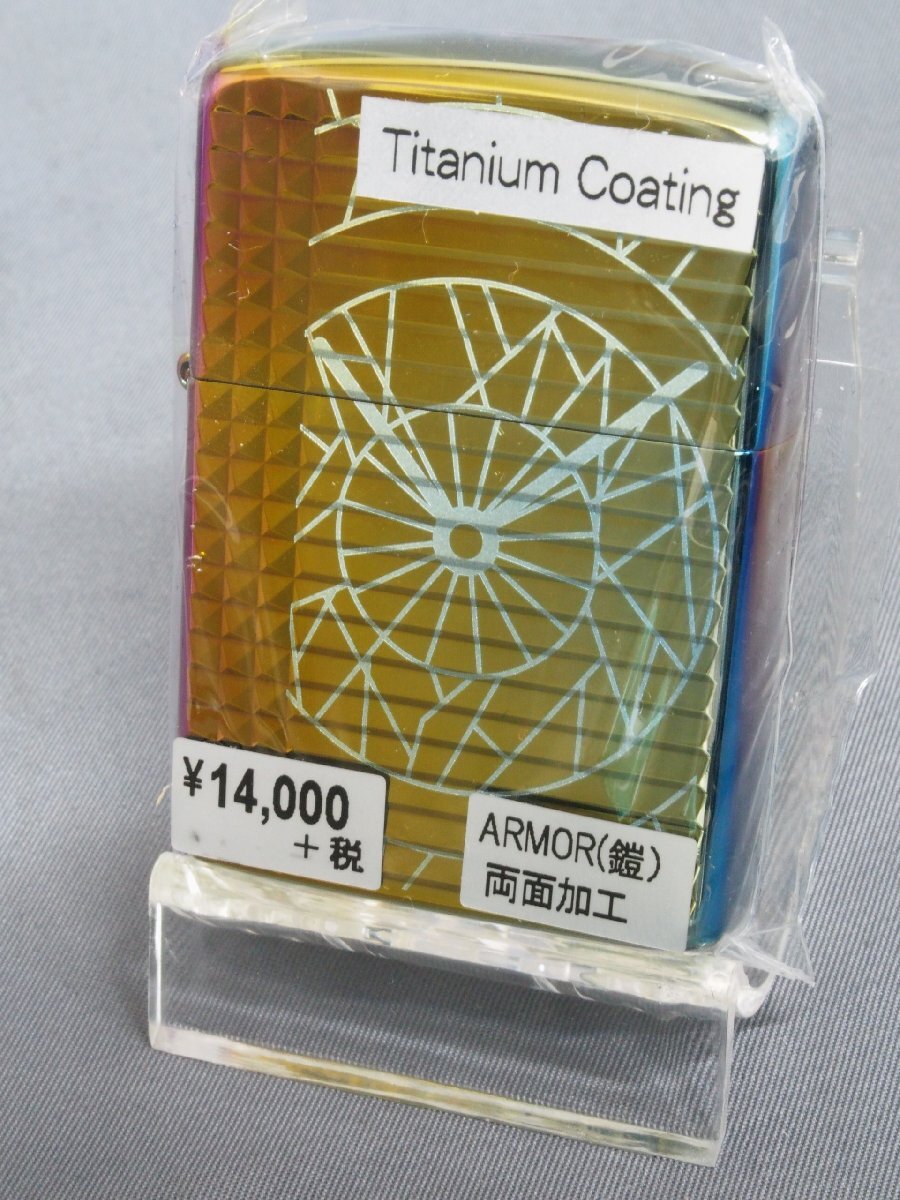 Titanium Coating
¥14,000
+税
ARMOR(鎧)
両面加工